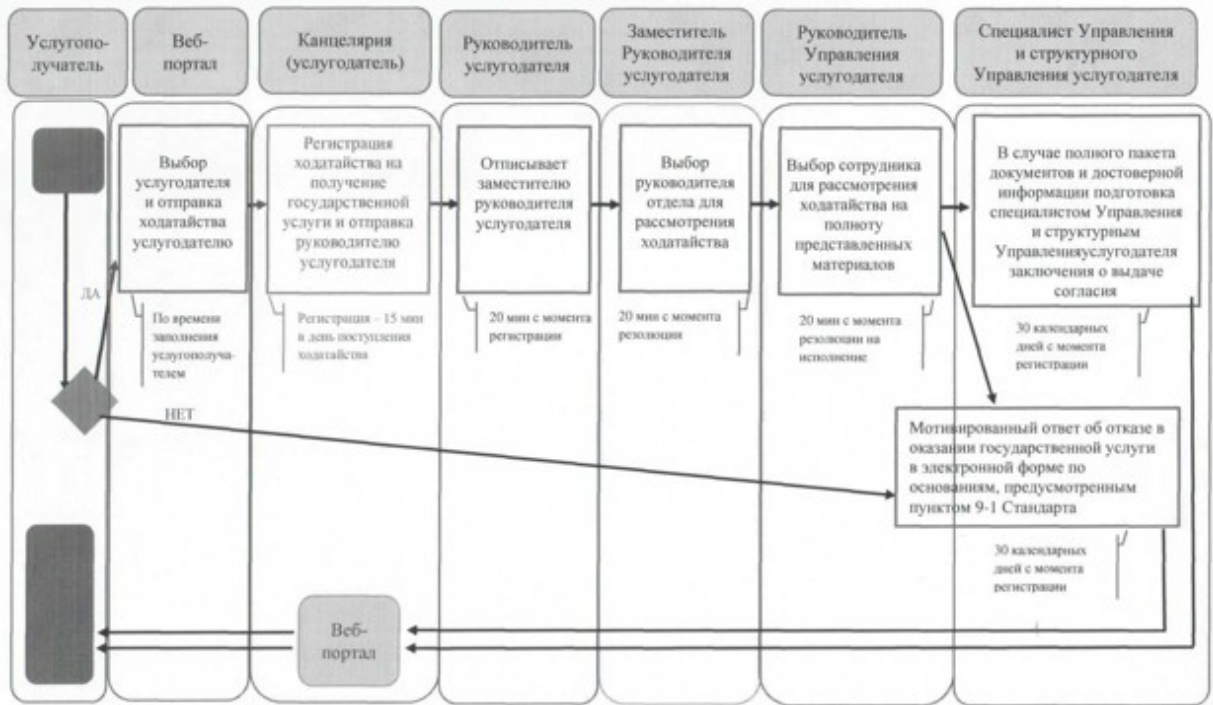 Услугопо-
лучатель
Веб-
портал
Канцелярия
(услугодатель)
Руководитель
услугодателя
Заместитель
Руководителя
услугодателя
Руководитель
Управления
услугодателя
Специалист Управления
и структурного
Управления услугодателя
Выбор
услугодателя
и отправка
ходатайства
услугодателю
Регистрация
ходатайства на
получение
государственной
услуги и отправка
руководителю
услугодателя
Отписывает
заместителю
руководителя
услугодателя
Выбор
руководителя
отдела для
рассмотрения
ходатайства
Выбор сотрудника
для рассмотрения
ходатайства на
полноту
представленных
материалов
В случае полного пакета
документов и достоверной
информации подготовка
специалистом Управления
и структурным
Управленияуслугодателя
заключения о выдаче
согласия
ДА
По времени
заполнения
услугополуча-
телем
Регистрация – 15 мин
в день поступления
ходатайства
20 мин с момента
регистрации
20 мин с момента
резолюции
20 мин с момента
резолюции на
исполнение
30 календарных
дней с момента
регистрации
НЕТ
Мотивированный ответ об отказе в
оказании государственной услуги
в электронной форме по
основаниям, предусмотренным
пунктом 9-1 Стандарта
30 календарных
дней с момента
регистрации
Веб-
портал